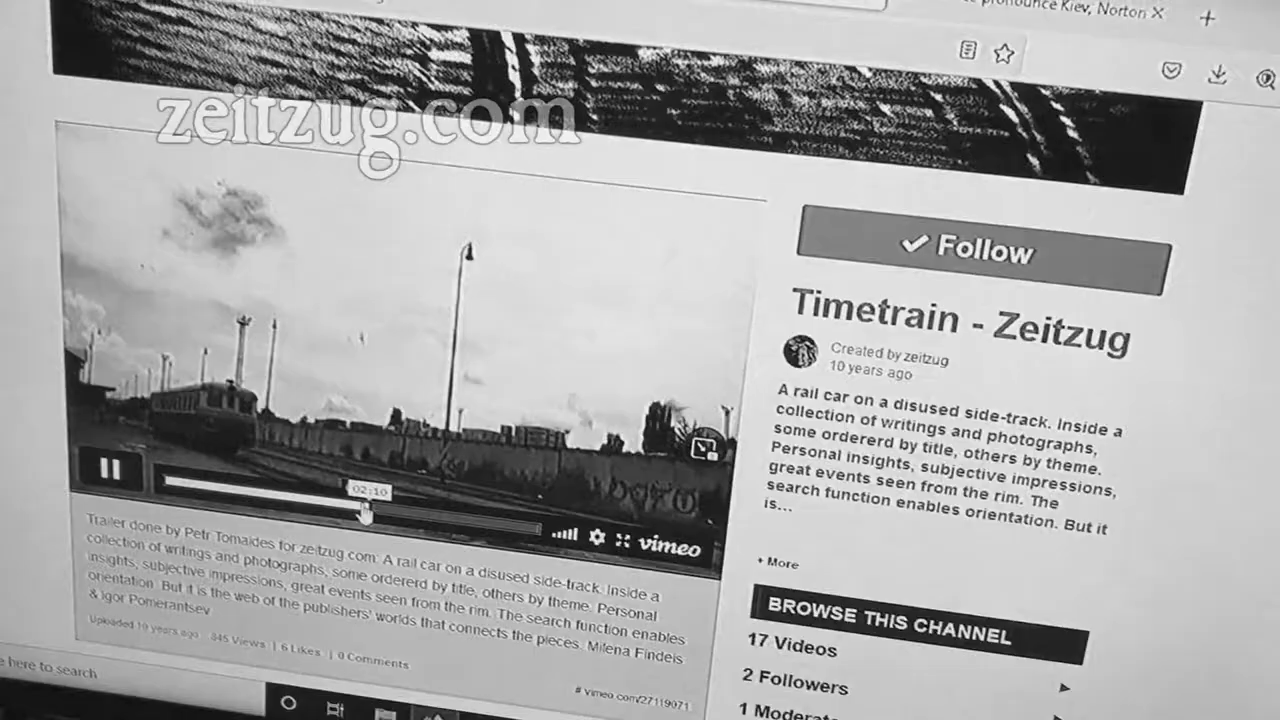 pronounce Kiev, Norton X
zeitzug.com
Follow
Timetrain - Zeitzug
Created by zeitzug
10 years ago
A rail car on a disused side-track. Inside a
collection of writings and photographs,
some ordererd by title, others by theme.
Personal insights, subjective impressions,
great events seen from the rim. The
search function enables orientation. But it
is...
+ More
02:10
vimeo
Trailer done by Petr Tomaides for zeitzug.com: A rail car on a disused side-track. Inside a
collection of writings and photographs, some ordererd by title, others by theme. Personal
insights, subjective impressions, great events seen from the rim. The search function enables
orientation. But it is the web of the publishers' worlds that connects the pieces. Milena Findeis
& Igor Pomerantsev
Uploaded 10 years ago 845 Views | 6 Likes | 0 Comments
# vimeo.com/27119071
BROWSE THIS CHANNEL
17 Videos
2 Followers
1 Moderat
e here to search